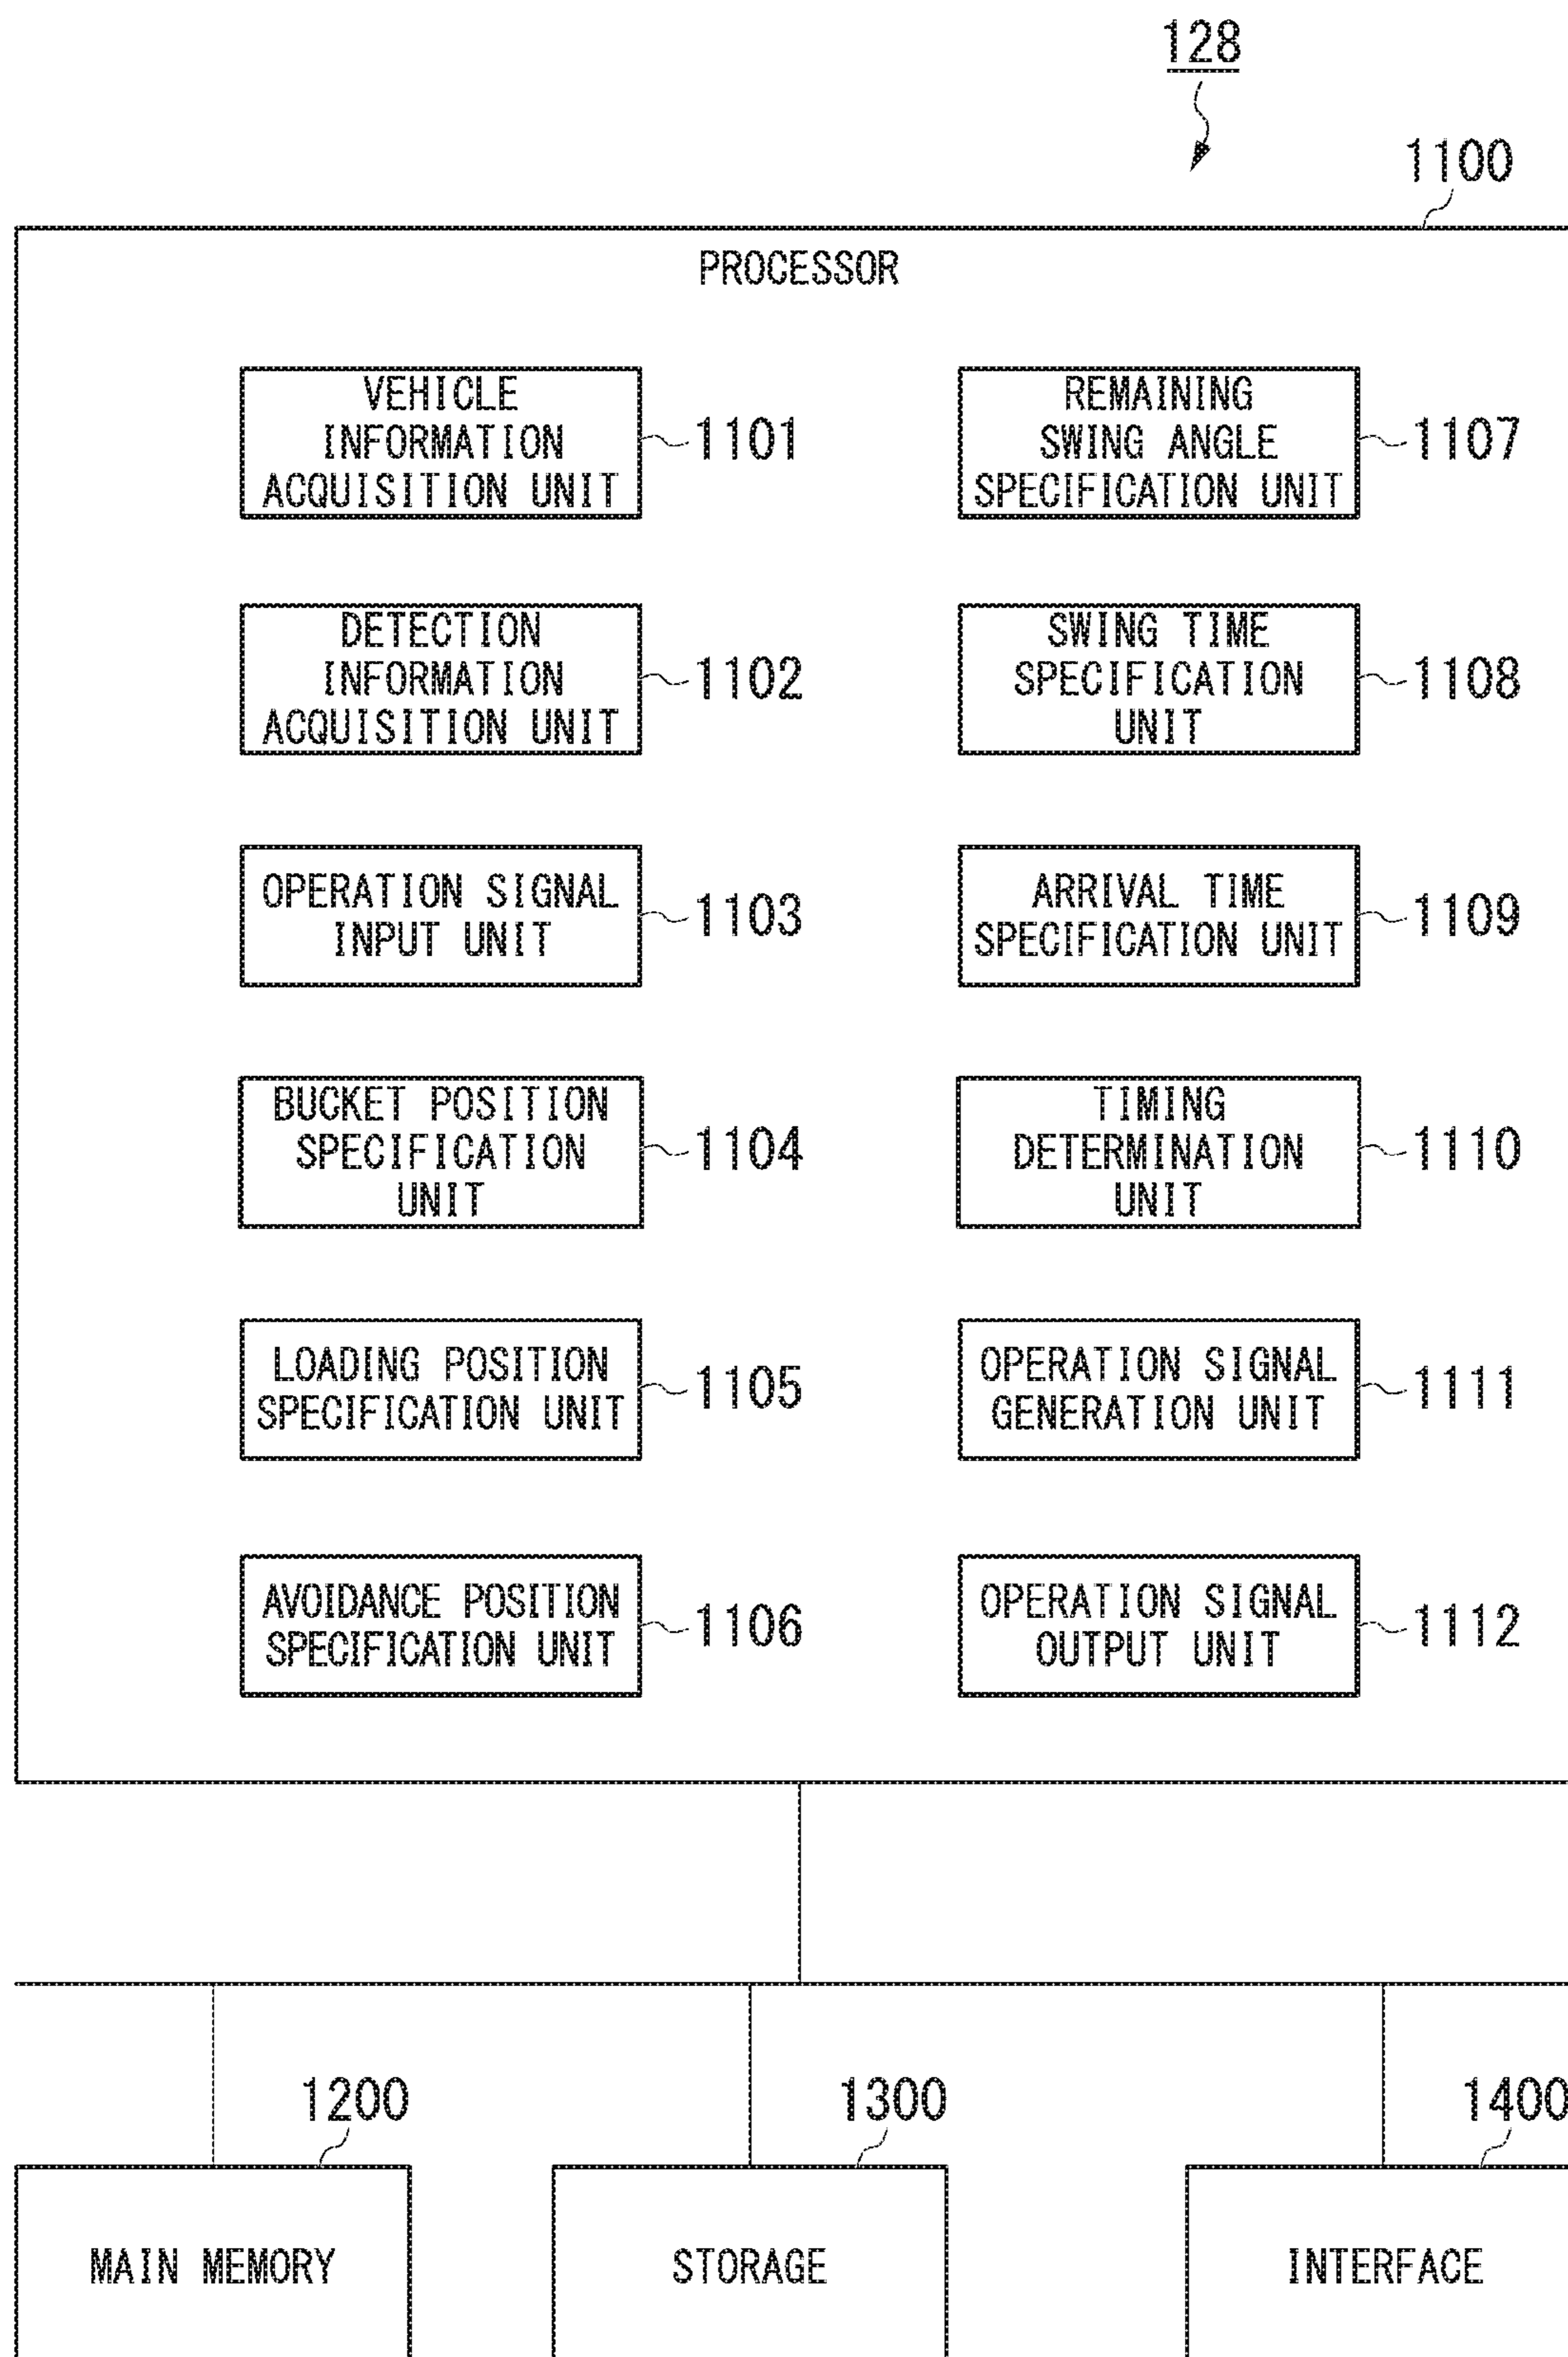 128
1100
PROCESSOR
VEHICLE
INFORMATION
ACQUISITION UNIT
1101
DETECTION
INFORMATION
ACQUISITION UNIT
1102
OPERATION SIGNAL
INPUT UNIT
1103
BUCKET POSITION
SPECIFICATION
UNIT
1104
LOADING POSITION
SPECIFICATION UNIT
1105
AVOIDANCE POSITION
SPECIFICATION UNIT
1106
REMAINING
SWING ANGLE
SPECIFICATION UNIT
1107
SWING TIME
SPECIFICATION
UNIT
1108
ARRIVAL TIME
SPECIFICATION UNIT
1109
TIMING
DETERMINATION
UNIT
1110
OPERATION SIGNAL
GENERATION UNIT
1111
OPERATION SIGNAL
OUTPUT UNIT
1112
1200
MAIN MEMORY
1300
STORAGE
1400
INTERFACE